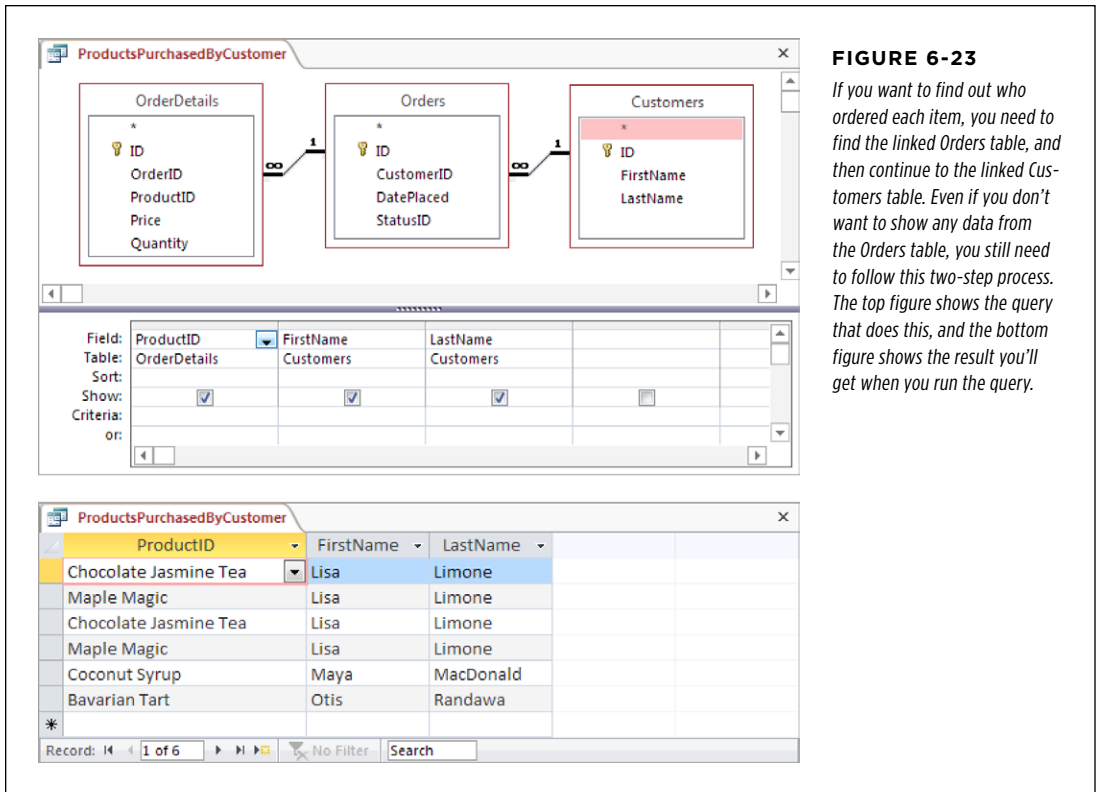 ProductsPurchasedByCustomer ×
OrderDetails
*
ID
OrderID
ProductID
Price
Quantity
∞ 1
Orders
*
ID
CustomerID
DatePlaced
StatusID
∞ 1
Customers
*
ID
FirstName
LastName
Field: ProductID FirstName LastName
Table: OrderDetails Customers Customers
Sort:
Show:
Criteria:
or:
ProductsPurchasedByCustomer ×
ProductID FirstName LastName
Chocolate Jasmine Tea Lisa Limone
Maple Magic Lisa Limone
Chocolate Jasmine Tea Lisa Limone
Maple Magic Lisa Limone
Coconut Syrup Maya MacDonald
Bavarian Tart Otis Randawa
*
Record: 1 of 6 No Filter Search
FIGURE 6-23
If you want to find out who
ordered each item, you need to
find the linked Orders table, and
then continue to the linked Cus-
tomers table. Even if you don't
want to show any data from
the Orders table, you still need
to follow this two-step process.
The top figure shows the query
that does this, and the bottom
figure shows the result you'll
get when you run the query.